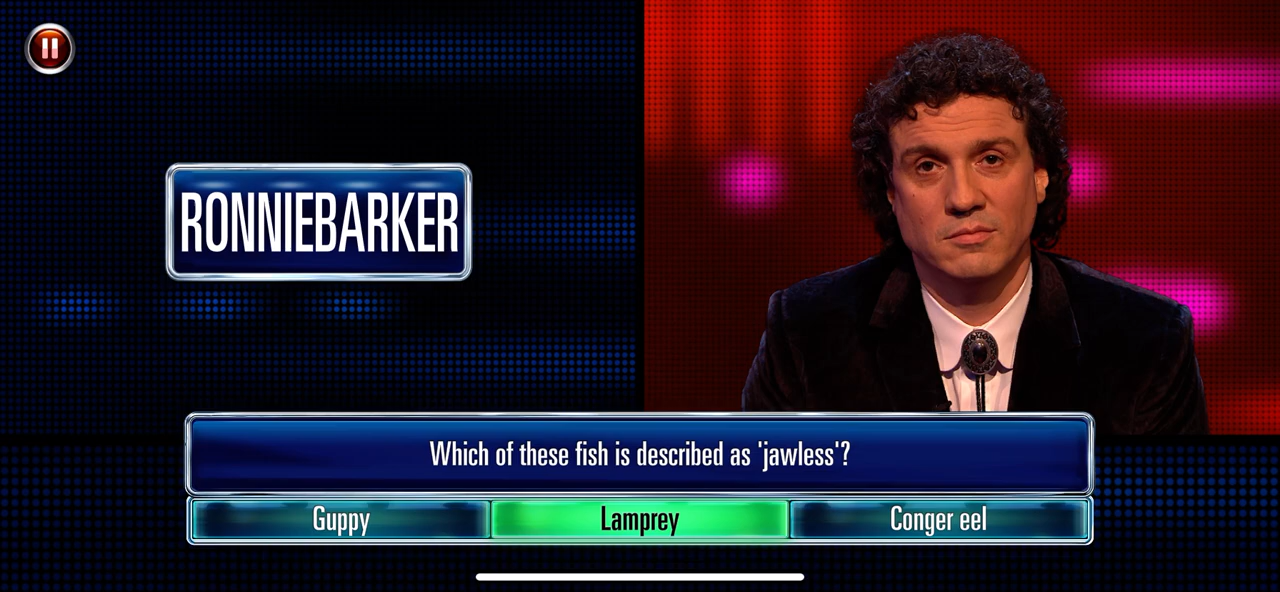 RONNIEBARKER
Which of these fish is described as 'jawless'?
Guppy
Lamprey
Conger eel